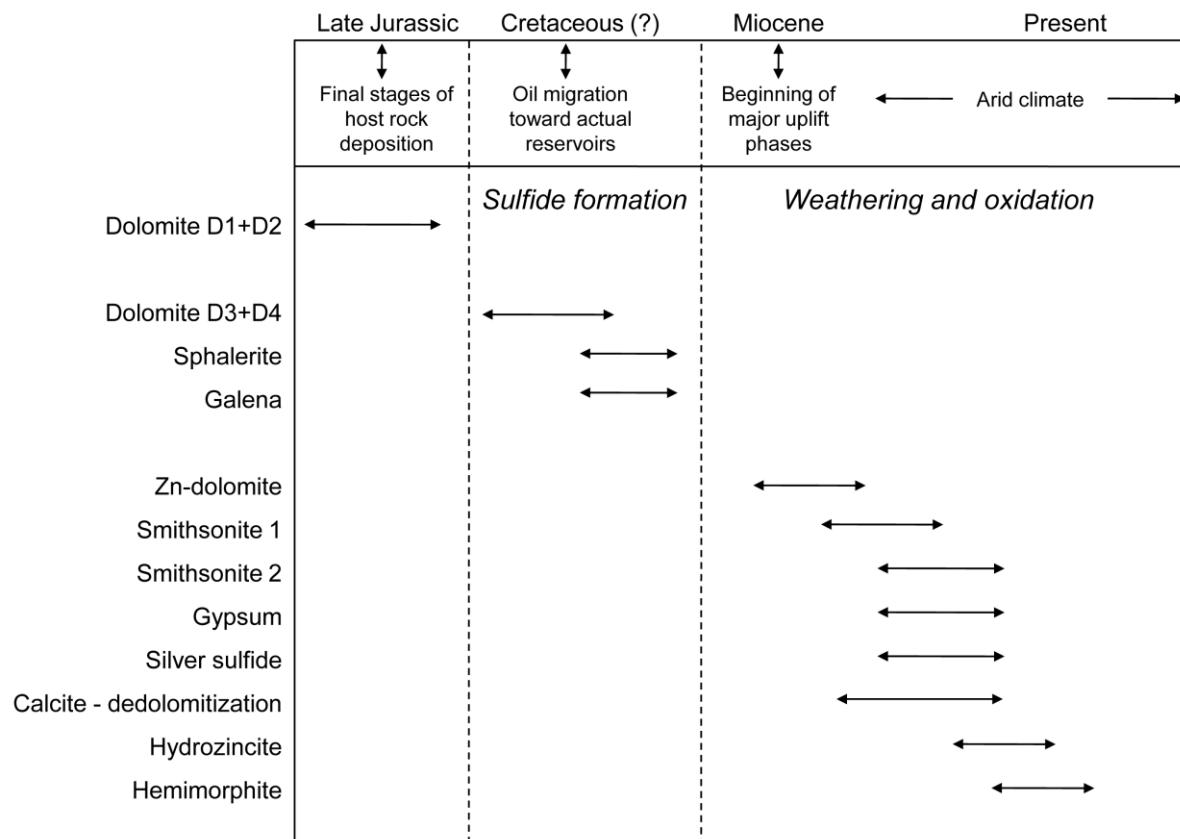 Late Jurassic
Cretaceous (?)
Miocene
Present
Final stages of
host rock
deposition
Oil migration
toward actual
reservoirs
Beginning of
major uplift
phases
Arid climate
Sulfide formation
Weathering and oxidation
Dolomite D1+D2
Dolomite D3+D4
Sphalerite
Galena
Zn-dolomite
Smithsonite 1
Smithsonite 2
Gypsum
Silver sulfide
Calcite - dedolomitization
Hydrozincite
Hemimorphite